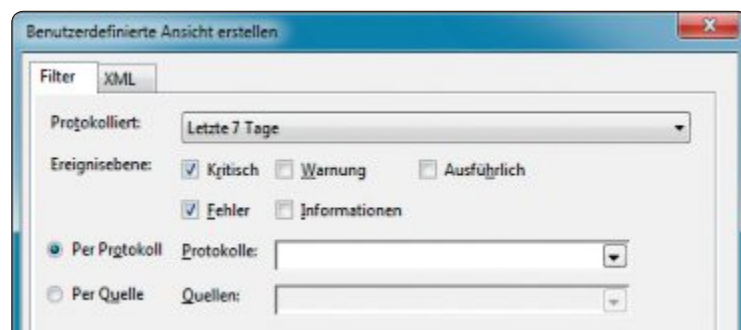 Benutzerdefinierte Ansicht erstellen
Filter XML
Protokolliert: Letzte 7 Tage
Ereignisebene: Kritisch Warnung Ausführlich
Fehler Informationen
Per Protokoll Protokolle:
Per Quelle Quellen: